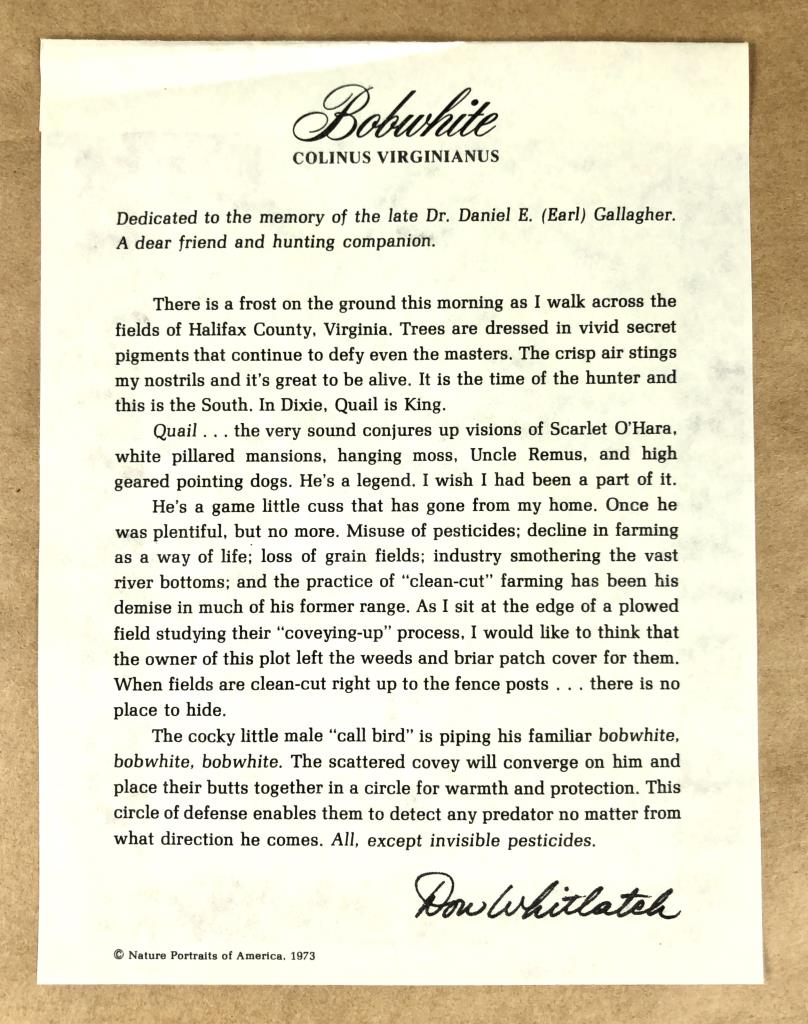 Bobwhite
COLINUS VIRGINIANUS
Dedicated to the memory of the late Dr. Daniel E. (Earl) Gallagher.
A dear friend and hunting companion.
There is a frost on the ground this morning as I walk across the
fields of Halifax County, Virginia. Trees are dressed in vivid secret
pigments that continue to defy even the masters. The crisp air stings
my nostrils and it's great to be alive. It is the time of the hunter and
this is the South. In Dixie, Quail is King.
Quail . . . the very sound conjures up visions of Scarlet O'Hara,
white pillared mansions, hanging moss, Uncle Remus, and high
geared pointing dogs. He's a legend. I wish I had been a part of it.
He's a game little cuss that has gone from my home. Once he
was plentiful, but no more. Misuse of pesticides; decline in farming
as a way of life; loss of grain fields; industry smothering the vast
river bottoms; and the practice of "clean-cut" farming has been his
demise in much of his former range. As I sit at the edge of a plowed
field studying their "coveying-up" process, I would like to think that
the owner of this plot left the weeds and briar patch cover for them.
When fields are clean-cut right up to the fence posts . . . there is no
place to hide.
The cocky little male "call bird" is piping his familiar bobwhite,
bobwhite, bobwhite. The scattered covey will converge on him and
place their butts together in a circle for warmth and protection. This
circle of defense enables them to detect any predator no matter from
what direction he comes. All, except invisible pesticides.
Don Whitlatch
© Nature Portraits of America, 1973